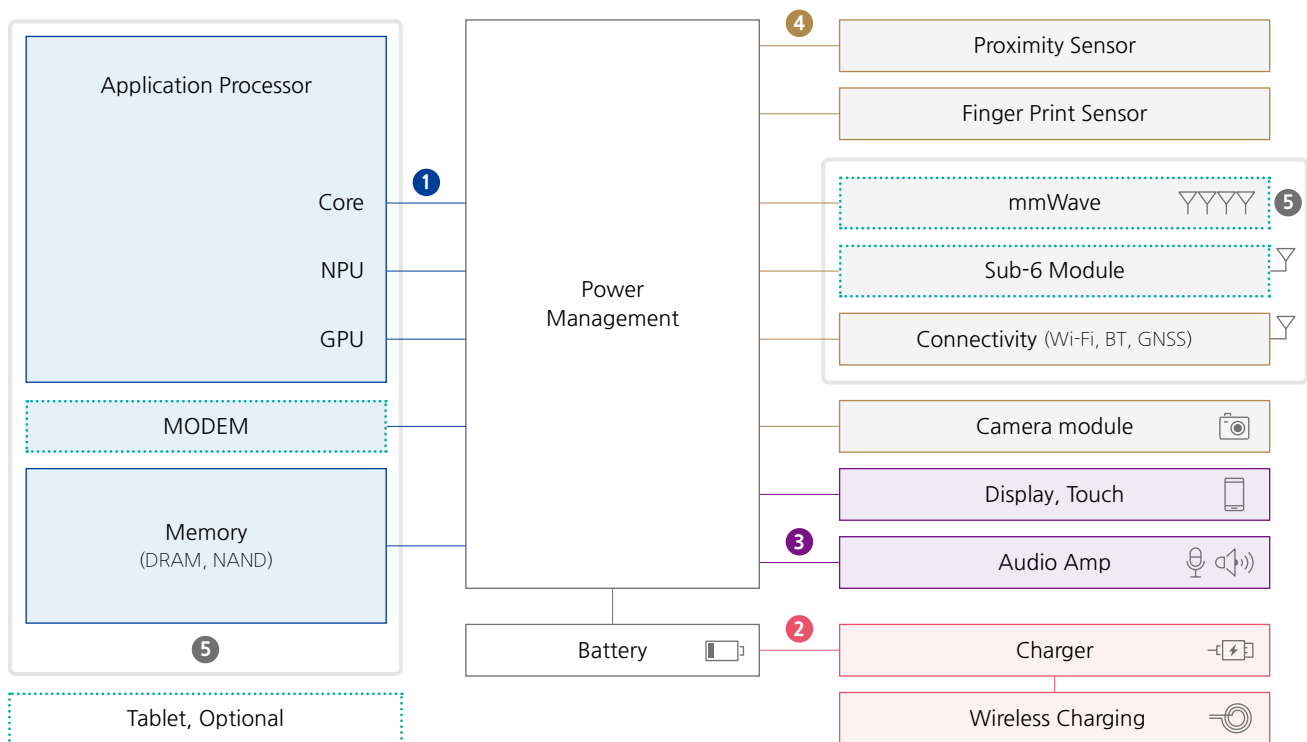 Application Processor
Core
NPU
GPU
MODEM
Memory
(DRAM, NAND)
5
Tablet, Optional
1
Power
Management
Battery
4
Proximity Sensor
Finger Print Sensor
mmWave
5
Sub-6 Module
Connectivity (Wi-Fi, BT, GNSS)
Camera module
Display, Touch
3
Audio Amp
2
Charger
Wireless Charging